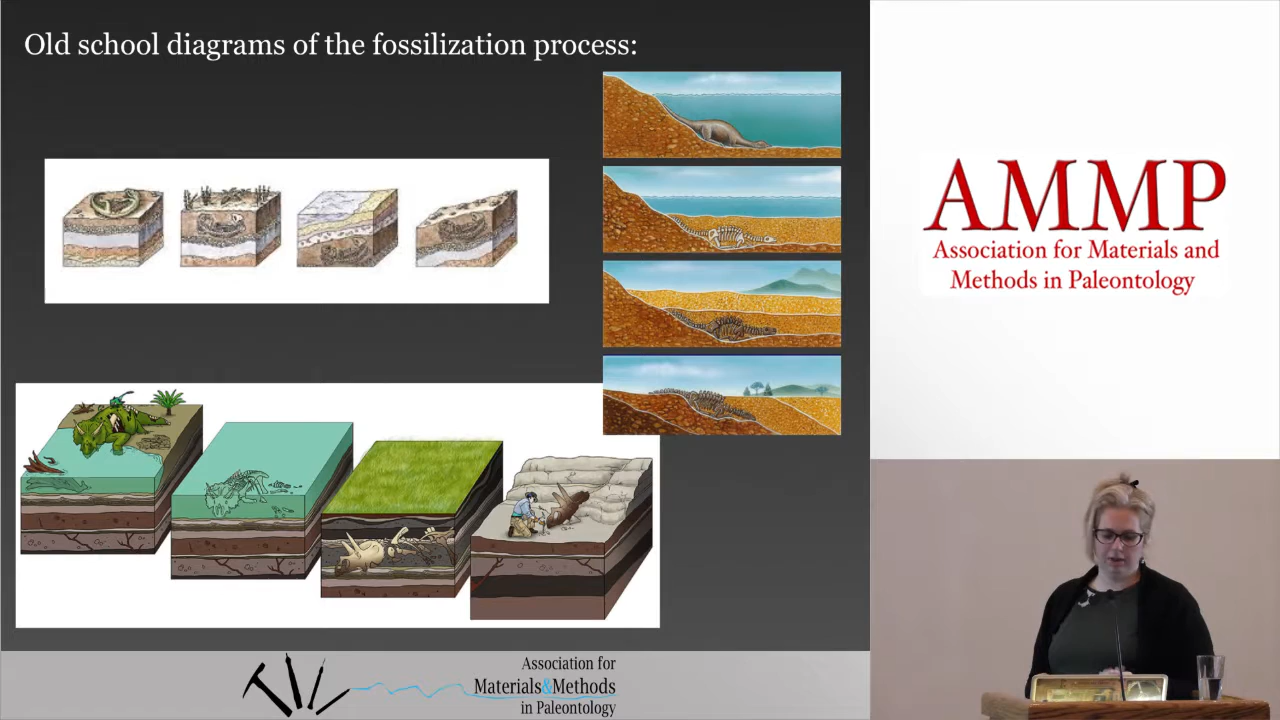 Old school diagrams of the fossilization process:
AMMP
Association for Materials and
Methods in Paleontology
Association for
Materials&Methods
in Paleontology